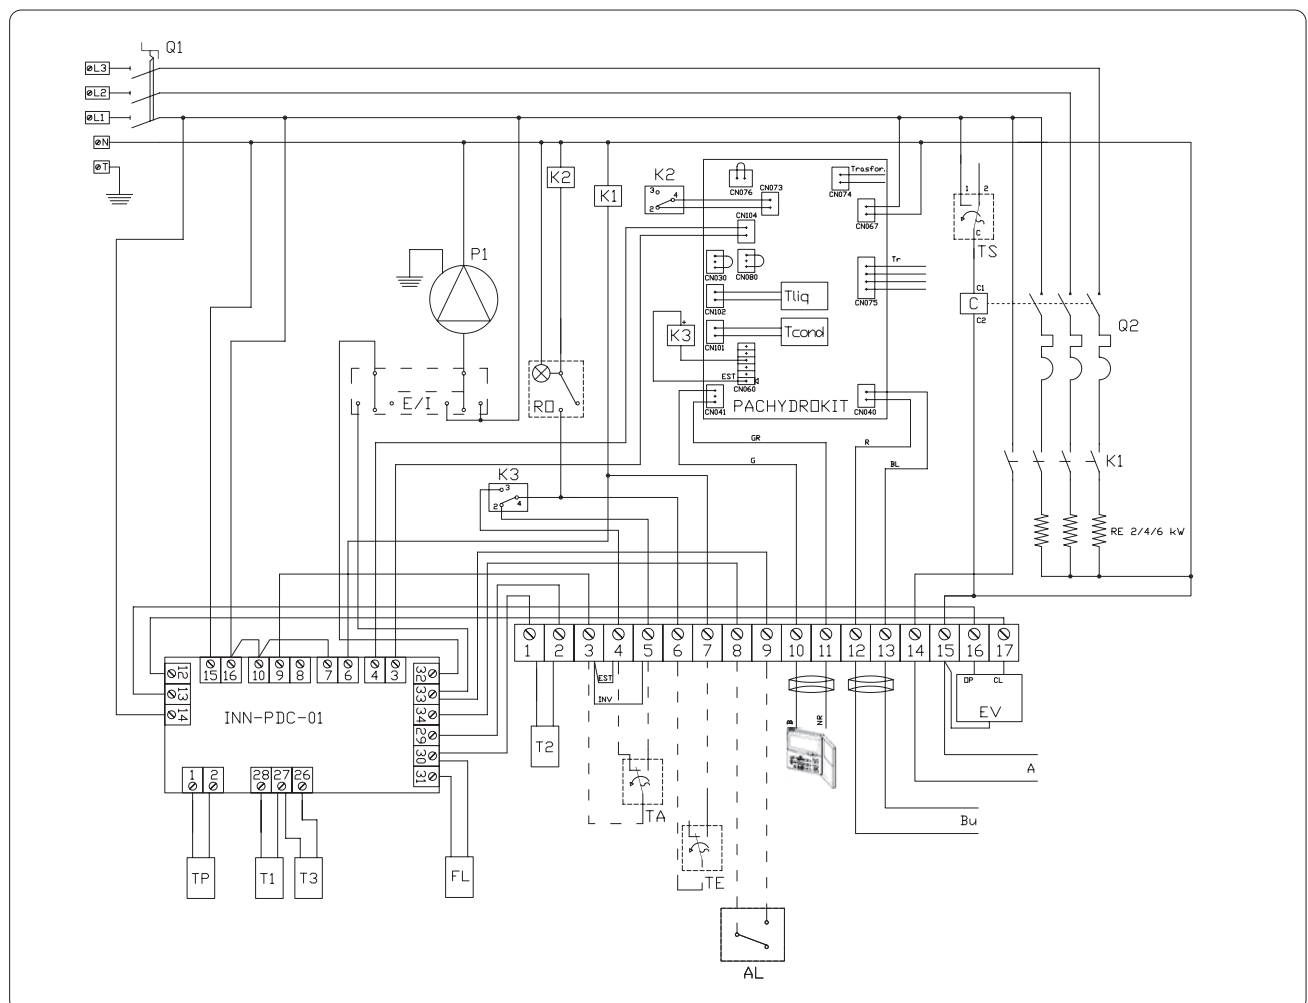 Q1
ØL3
ØL2
ØL1
ØN
ØT
K2
K1
K2
3
4
2
CN076
CN073
Trasfor.
CN074
CN104
CN067
1 2
C
TS
P1
CN030
CN080
Tr
CN075
CN102
Tliq
C1
C
C2
Q2
K3
+
CN101
Tcond
EST
CN060
E/I
RO
CN041
PACHYDROKIT
CN040
GR
R
G
BL
K1
K3
3
4
2
RE 2/4/6 kW
1 2 3 4 5 6 7 8 9 10 11 12 13 14 15 16 17
12
13
14
15 16 10 9 8 7 6 4 3
32
33
34
29
30
31
INN-PDC-01
1 2
28 27 26
EST
INV
OP CL
EV
T2
NR
A
TA
Bu
TP
T1
T3
FL
TE
AL